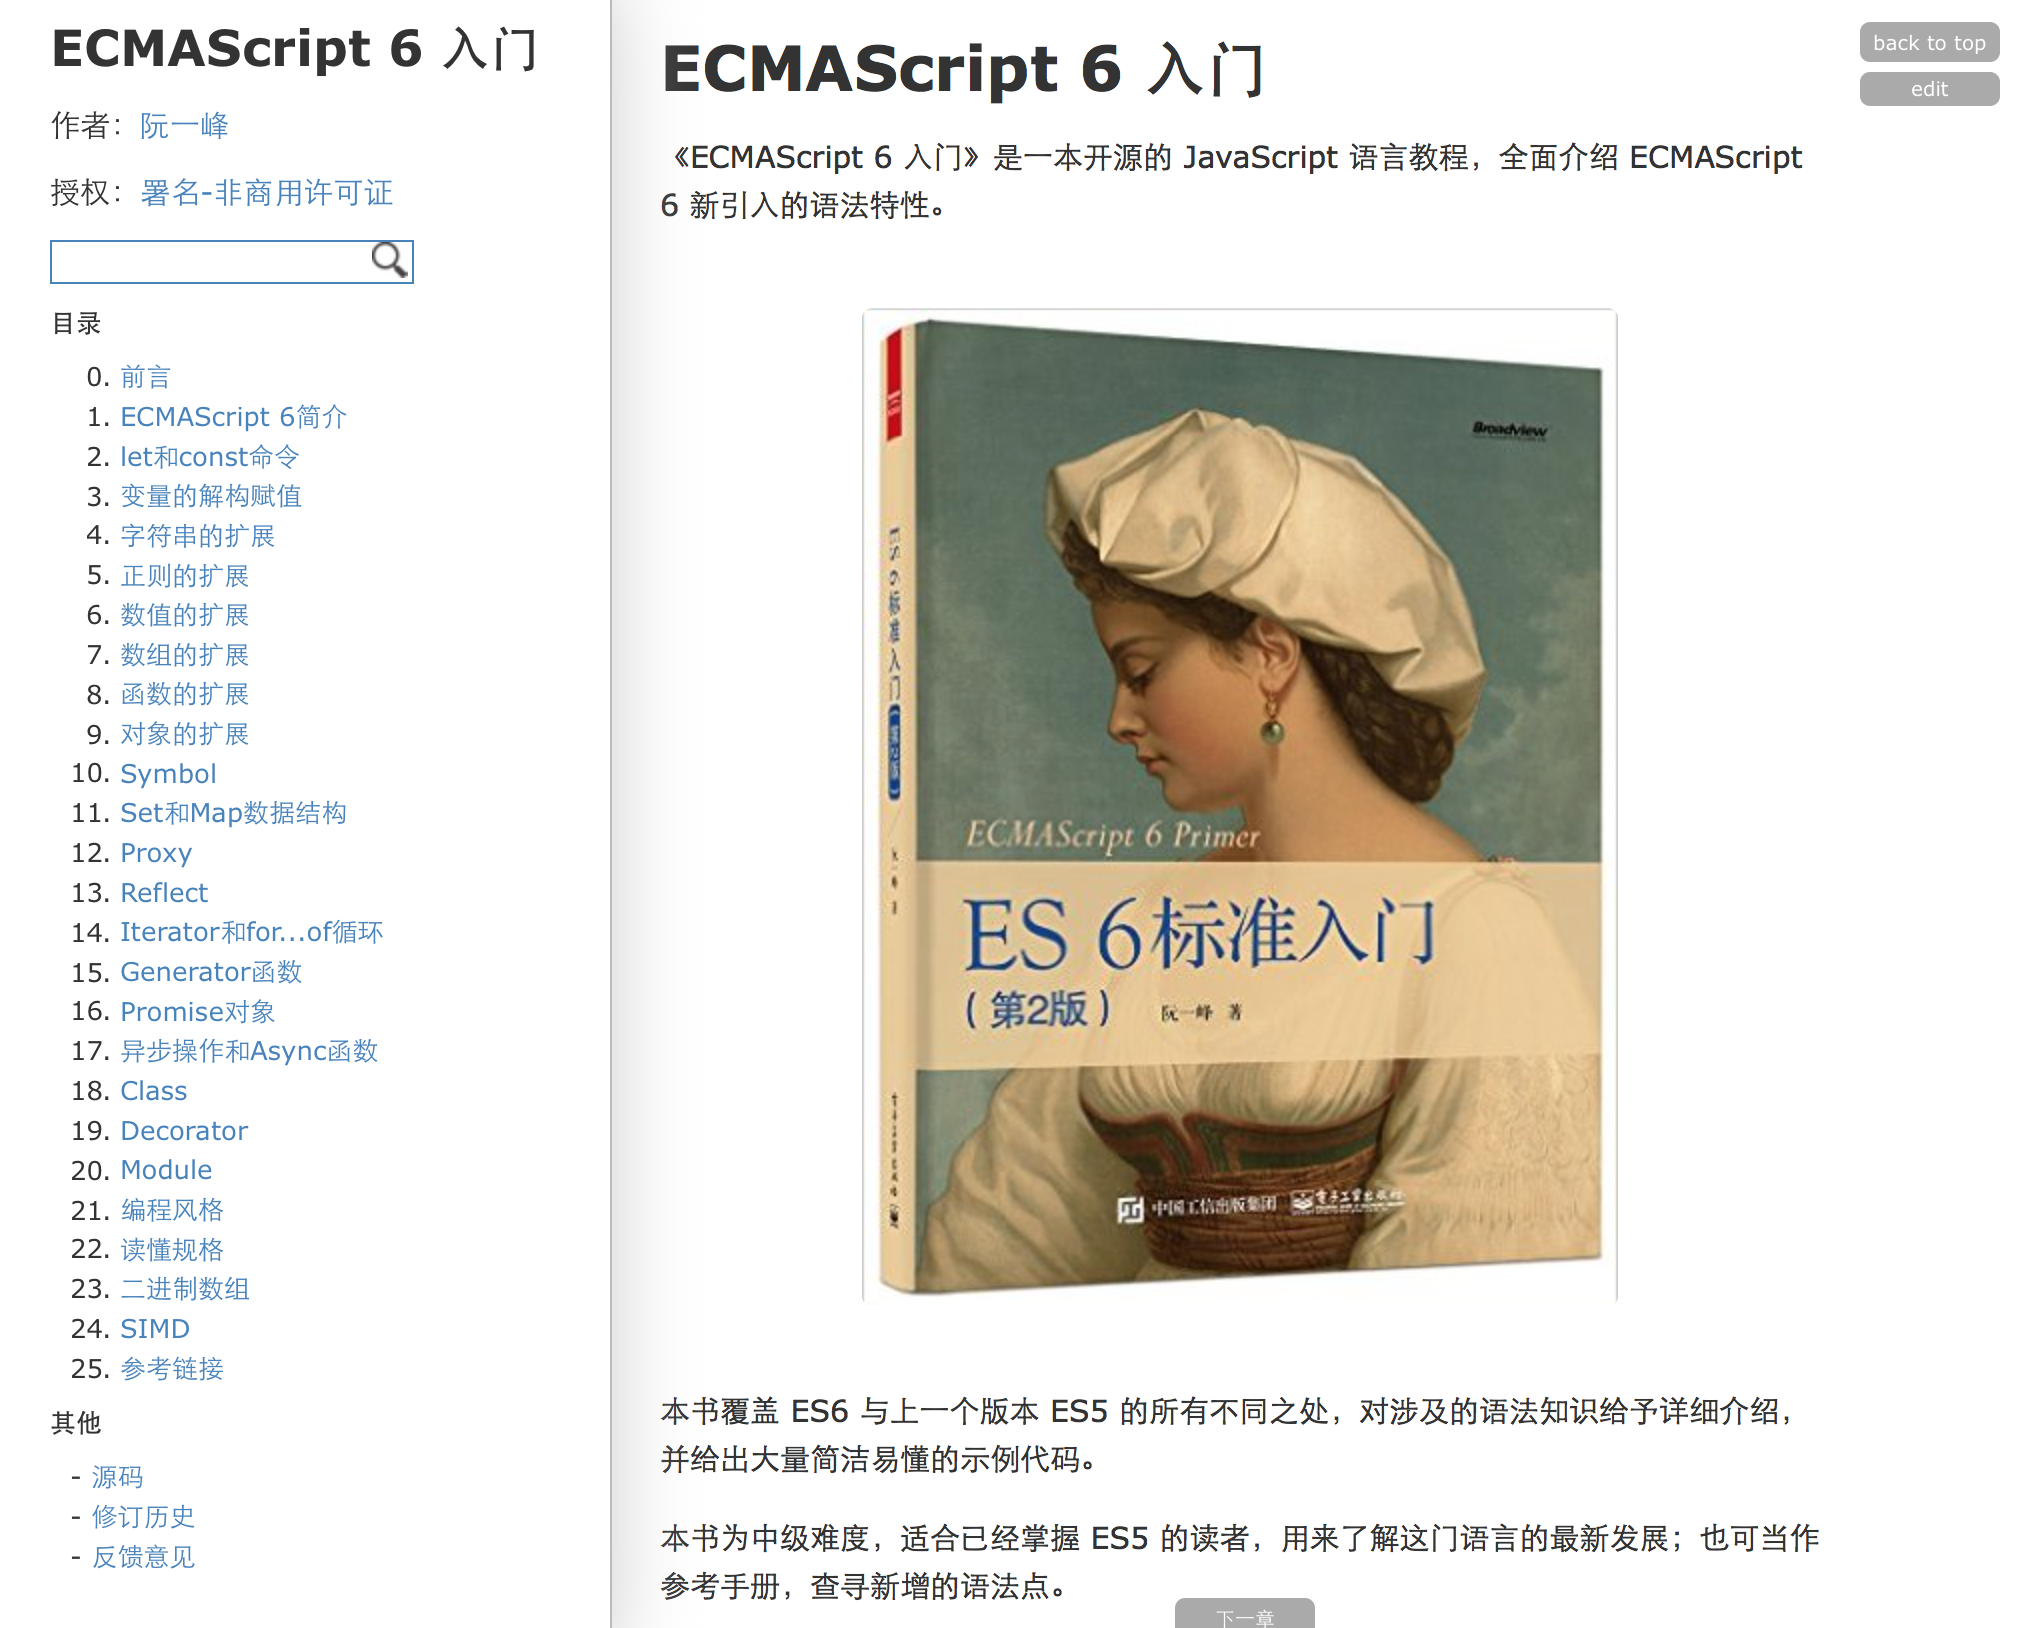 ECMAScript 6 入门
作者：阮一峰
授权：署名-非商用许可证
目录
0. 前言
1. ECMAScript 6简介
2. let和const命令
3. 变量的解构赋值
4. 字符串的扩展
5. 正则的扩展
6. 数值的扩展
7. 数组的扩展
8. 函数的扩展
9. 对象的扩展
10. Symbol
11. Set和Map数据结构
12. Proxy
13. Reflect
14. Iterator和for...of循环
15. Generator函数
16. Promise对象
17. 异步操作和Async函数
18. Class
19. Decorator
20. Module
21. 编程风格
22. 读懂规格
23. 二进制数组
24. SIMD
25. 参考链接
其他
- 源码
- 修订历史
- 反馈意见
ECMAScript 6 入门
back to top
edit
《ECMAScript 6 入门》是一本开源的 JavaScript 语言教程，全面介绍 ECMAScript
6 新引入的语法特性。
Broadview
ES 6标准入门（第2版）
ECMAScript 6 Primer
ES 6标准入门
（第2版） 阮一峰 著
中国工信出版集团 电子工业出版社
本书覆盖 ES6 与上一个版本 ES5 的所有不同之处，对涉及的语法知识给予详细介绍，
并给出大量简洁易懂的示例代码。
本书为中级难度，适合已经掌握 ES5 的读者，用来了解这门语言的最新发展；也可当作
参考手册，查寻新增的语法点。
下一章